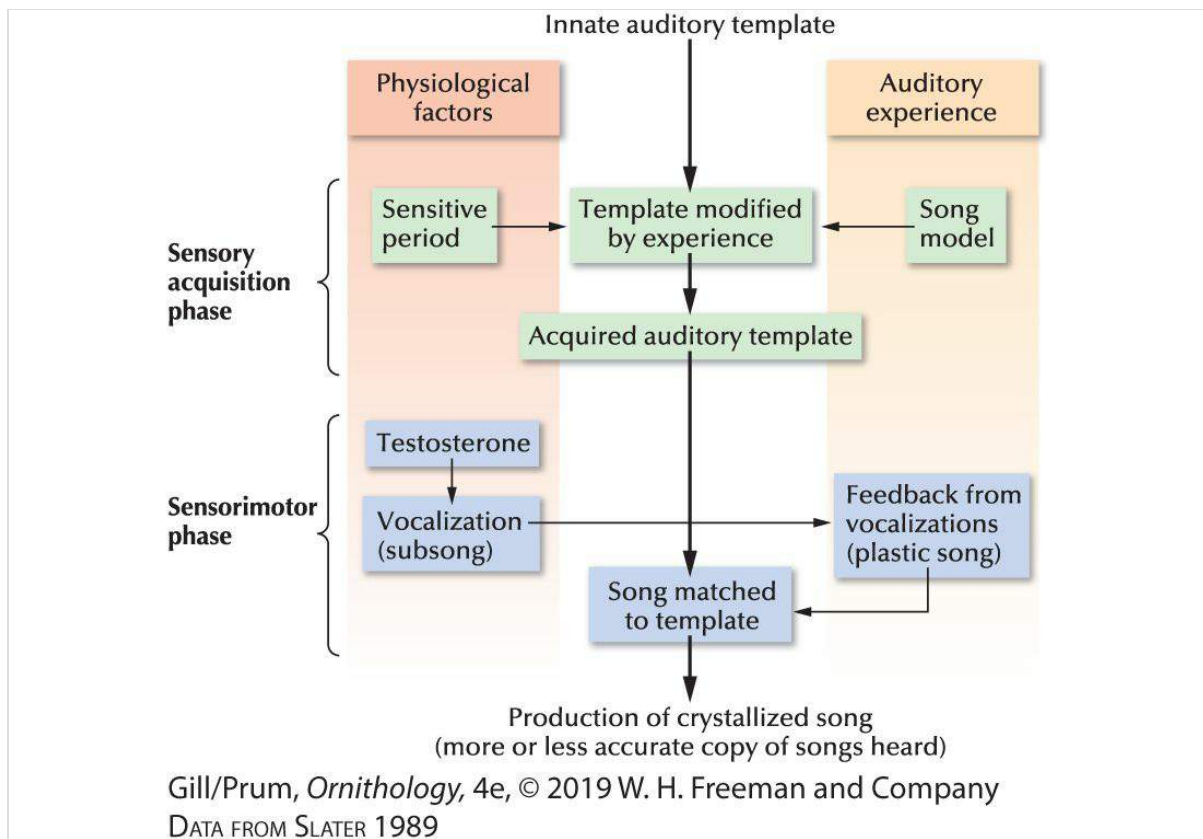 Innate auditory template
Physiological
factors
Auditory
experience
Sensory
acquisition
phase
Sensitive
period
Template modified
by experience
Song
model
Acquired auditory template
Sensorimotor
phase
Testosterone
Vocalization
(subsong)
Feedback from
vocalizations
(plastic song)
Song matched
to template
Production of crystallized song
(more or less accurate copy of songs heard)
Gill/Prum, Ornithology, 4e, © 2019 W. H. Freeman and Company
DATA FROM SLATER 1989